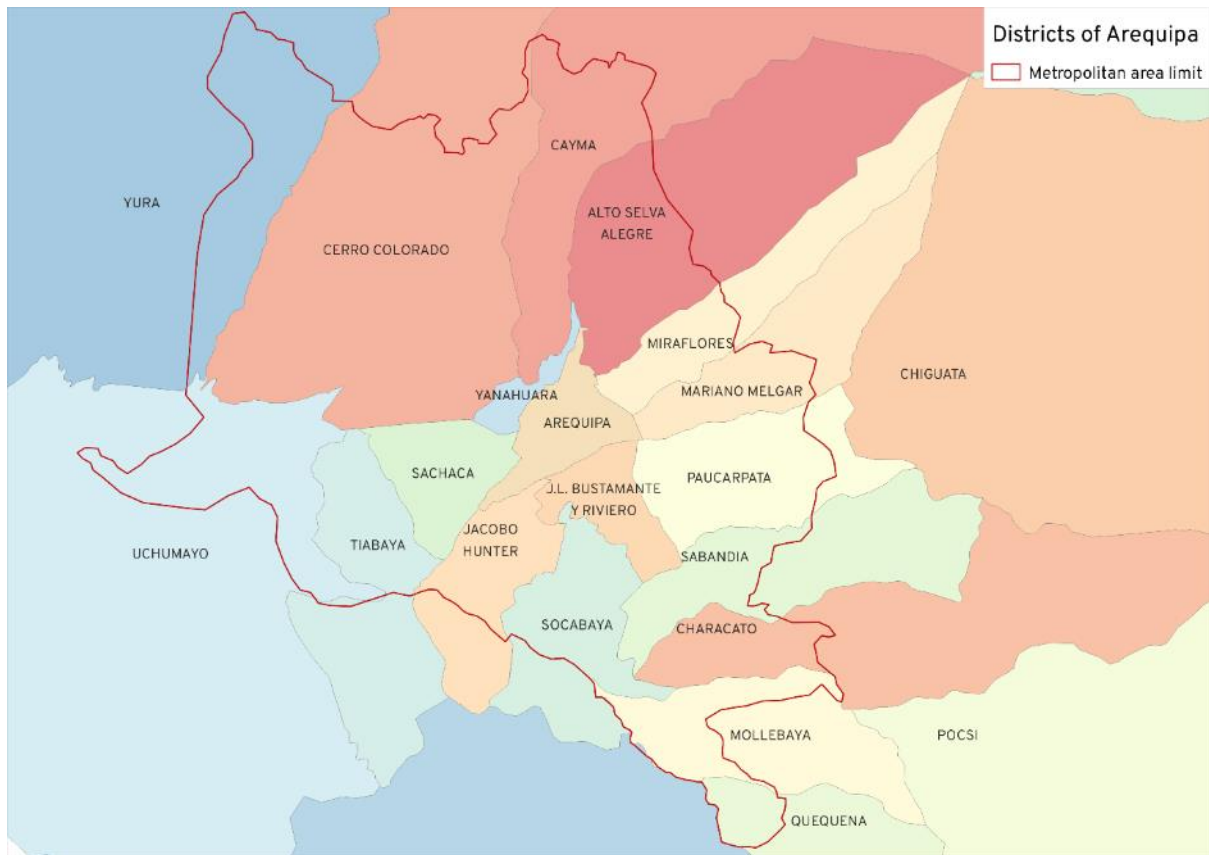 Districts of Arequipa
Metropolitan area limit
CAYMA
YURA
ALTO SELVA
ALEGRE
CERRO COLORADO
MIRAFLORES
CHIGUATA
YANAHUARA
MARIANO MELGAR
AREQUIPA
SACHACA
PAUCARPATA
J.L. BUSTAMANTE
Y RIVIERO
JACOBO
HUNTER
TIABAYA
UCHUMAYO
SABANDIA
SOCABAYA
CHARACATO
MOLLEBAYA
POCSI
QUEQUENA